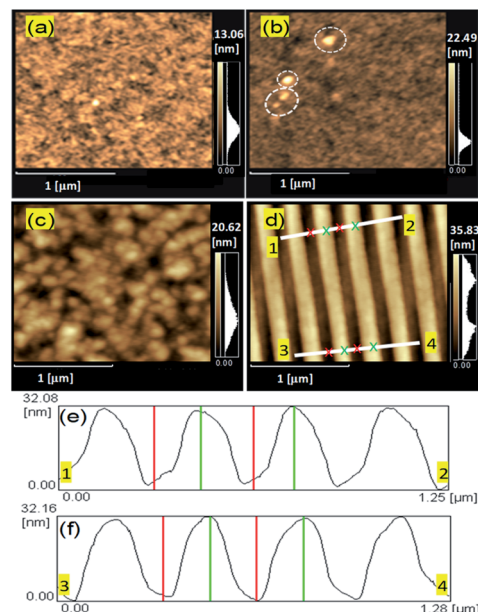 (a)
13.06
[nm]
0.00
1 [µm]
(b)
22.49
[nm]
0.00
1 [µm]
(c)
20.62
[nm]
0.00
1 [µm]
(d)
35.83
[nm]
0.00
1
2
3
4
1 [µm]
32.08
[nm]
(e)
1
2
0.00
0.00
1.25 [µm]
32.16
[nm]
(f)
3
4
0.00
0.00
1.28 [µm]